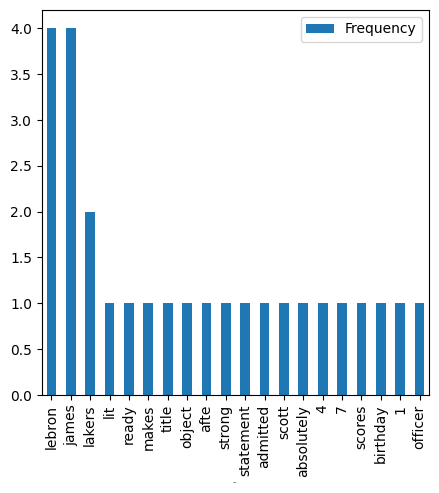 Frequency
4.0
3.5
3.0
2.5
2.0
1.5
1.0
0.5
0.0
lebron
james
lakers
lit
ready
makes
title
object
afte
strong
statement
admitted
scott
absolutely
4
7
scores
birthday
1
officer